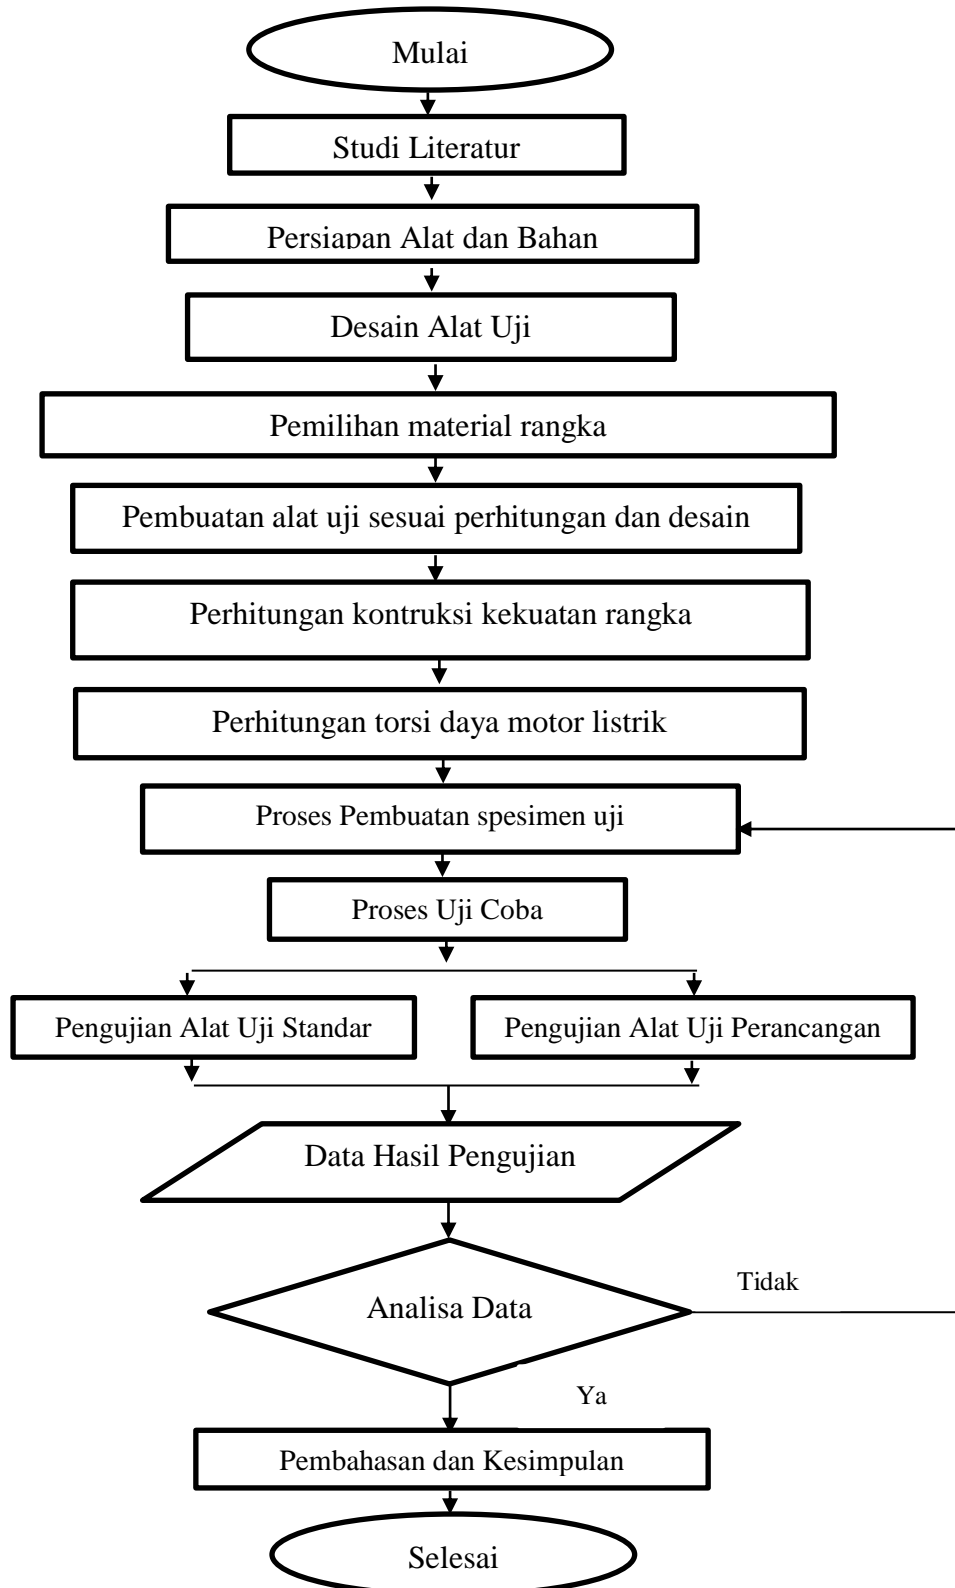 Mulai
Studi Literatur
Persiapan Alat dan Bahan
Desain Alat Uji
Pemilihan material rangka
Pembuatan alat uji sesuai perhitungan dan desain
Perhitungan kontruksi kekuatan rangka
Perhitungan torsi daya motor listrik
Proses Pembuatan spesimen uji
Proses Uji Coba
Pengujian Alat Uji Standar
Pengujian Alat Uji Perancangan
Data Hasil Pengujian
Analisa Data
Tidak
Ya
Pembahasan dan Kesimpulan
Selesai